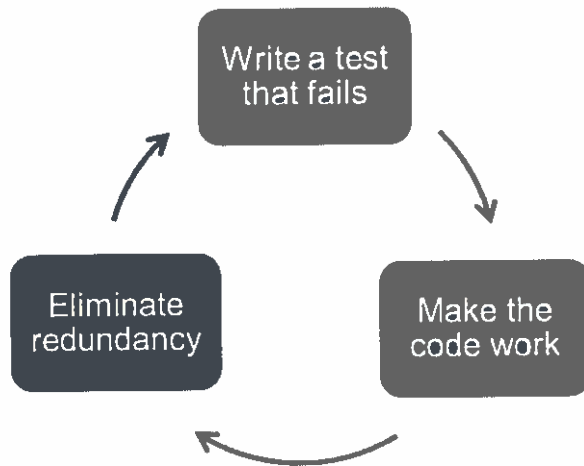 Write a test
that fails
Make the
code work
Eliminate
redundancy